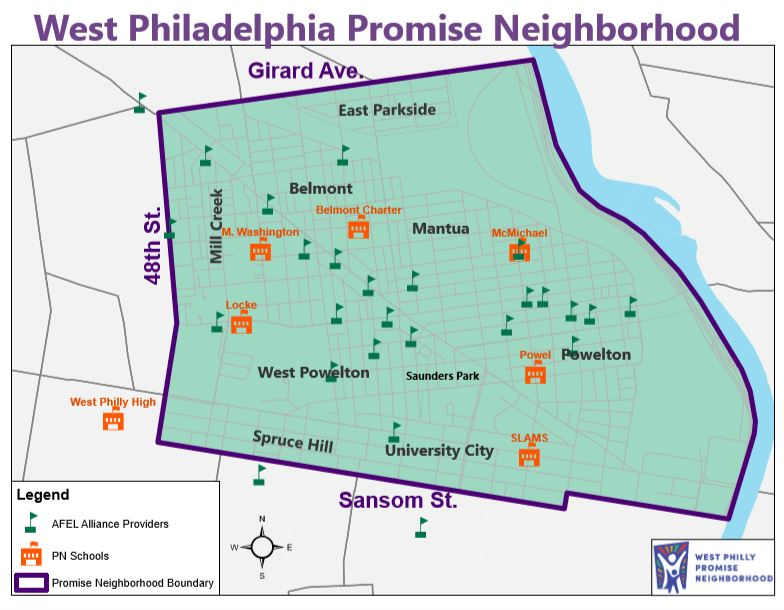 West Philadelphia Promise Neighborhood
Girard Ave.
East Parkside
Belmont
Mill Creek
48th St.
Belmont Charter
M. Washington
Mantua
McMichael
Locke
Powel
Powelton
West Powelton
Saunders Park
West Philly High
Spruce Hill
University City
SLAMS
Sansom St.
Legend
AFEL Alliance Providers
PN Schools
Promise Neighborhood Boundary
N
W
E
S
WEST PHILLY
PROMISE
NEIGHBORHOOD